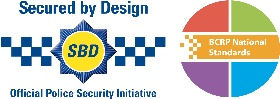 Secured by Design
SBD
Official Police Security Initiative
BCRP National
Standards